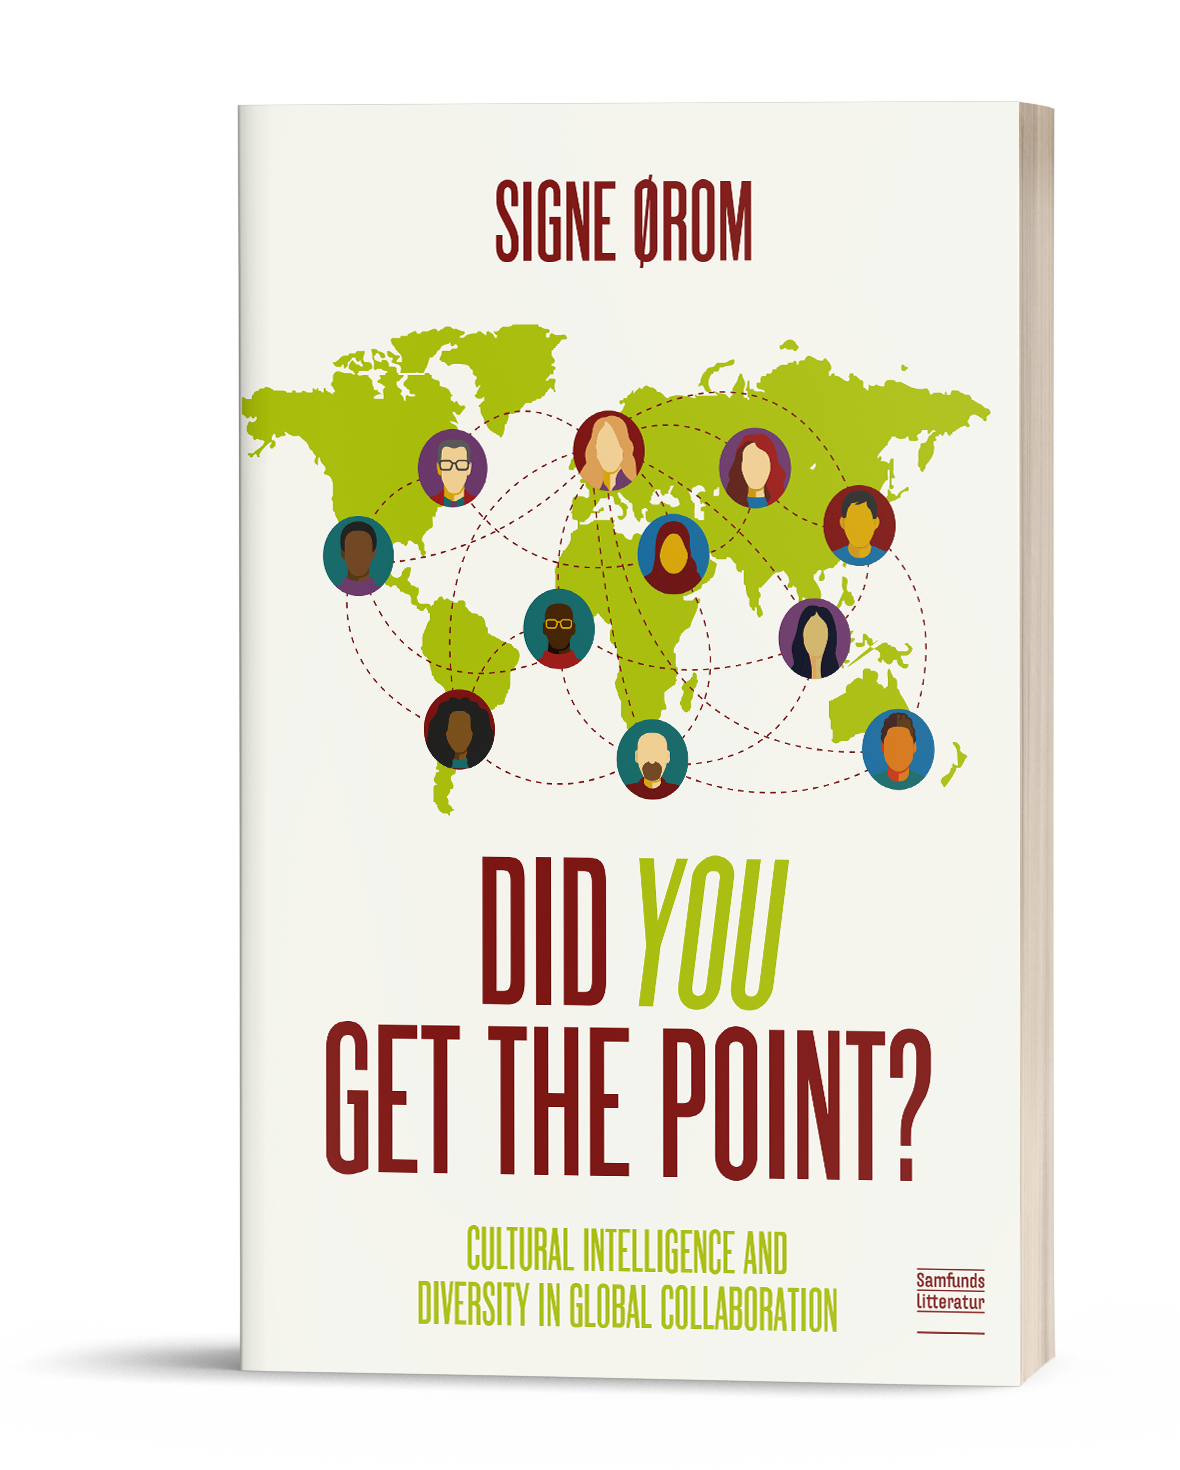 SIGNE ØROM
DID YOU
GET THE POINT?
CULTURAL INTELLIGENCE AND
DIVERSITY IN GLOBAL COLLABORATION
Samfunds
litteratur